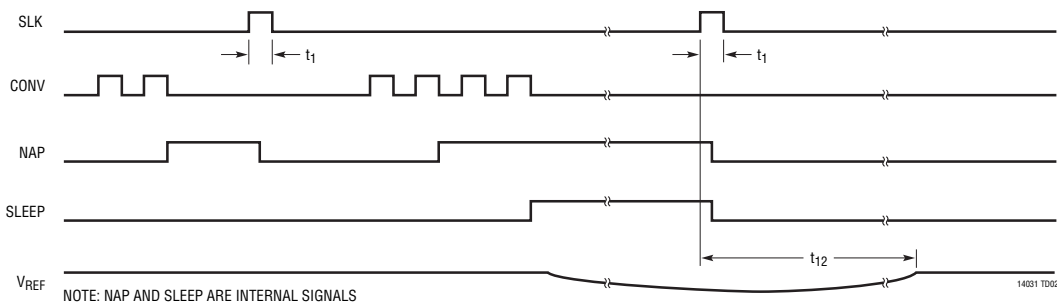 SLK
t1
t1
CONV
NAP
SLEEP
t12
VREF
NOTE: NAP AND SLEEP ARE INTERNAL SIGNALS
14031 TD02